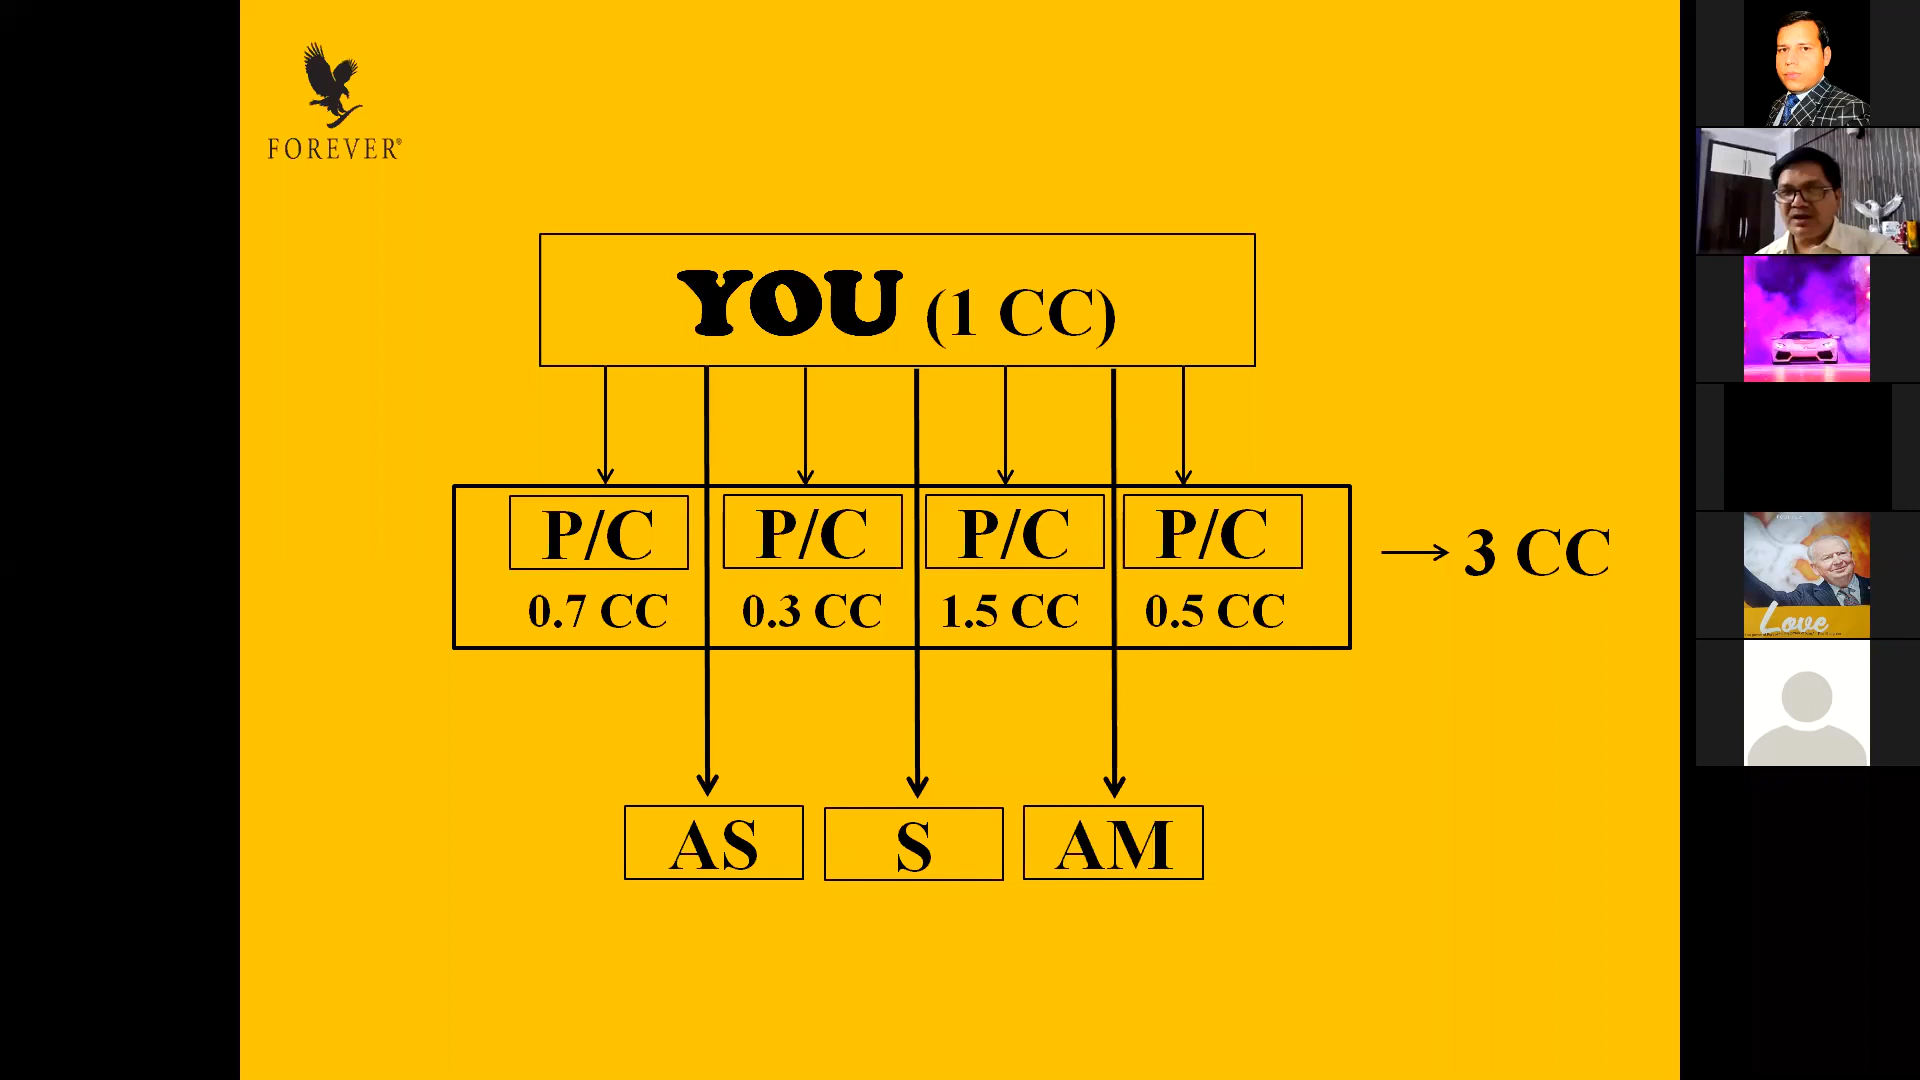 FOREVER®
YOU (1 CC)
P/C P/C P/C P/C
0.7 CC 0.3 CC 1.5 CC 0.5 CC
3 CC
AS S AM
Love